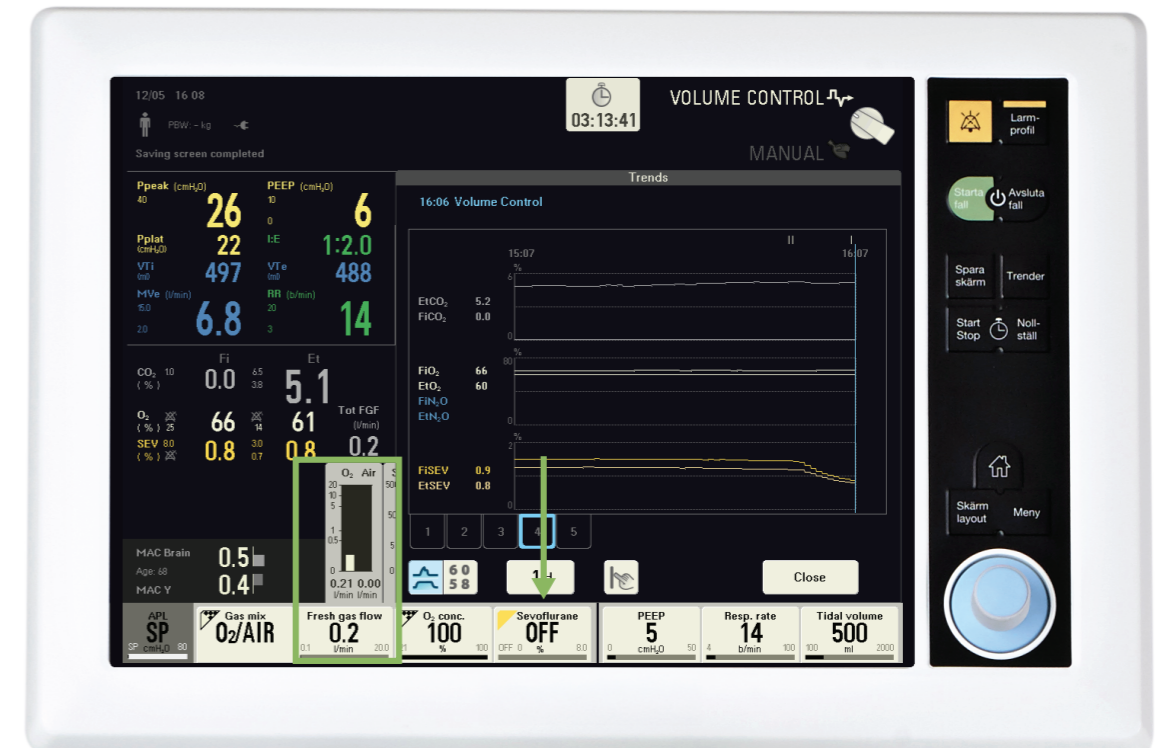 12/05 16 08
PBW: - kg
Saving screen completed
03:13:41
VOLUME CONTROL
MANUAL
Ppeak (cmH₂O)
40
26
PEEP (cmH₂O)
10
0
6
Pplat
(cmH₂O)
22
I:E
1:2.0
VTi
(ml)
497
VTe
(ml)
488
MVe (l/min)
15.0
2.0
6.8
RR (b/min)
20
3
14
Fi
Et
CO₂ 10
( % )
0.0
6.5
3.8
5.1
O₂
( % ) 25
66
14
61
Tot FGF
(l/min)
0.2
SEV 8.0
( % )
0.8
3.0
0.7
0.8
O₂ Air
20
10
5
1
0.5
0
0.21 0.00
l/min l/min
500
50
5
0
MAC Brain
0.5
Age: 68
MAC Y
0.4
Trends
16:06 Volume Control
15:07
II
I
16:07
%
6
0
EtCO₂ 5.2
FiCO₂ 0.0
%
80
0
FiO₂ 66
EtO₂ 60
FiN₂O
EtN₂O
%
2
0
FiSEV 0.9
EtSEV 0.8
1 2 3 4 5
60
58
Close
APL
SP
SP cmH₂O 80
Gas mix
O₂/AIR
Fresh gas flow
0.2
0.1 l/min 20.0
O₂ conc.
100
21 % 100
Sevoflurane
OFF
OFF 0 % 8.0
PEEP
5
0 cmH₂O 50
Resp. rate
14
4 b/min 100
Tidal volume
500
100 ml 2000
Larm-
profil
Starta
fall
Avsluta
fall
Spara
skärm
Trender
Start
Stop
Noll-
ställ
Skärm
layout
Meny